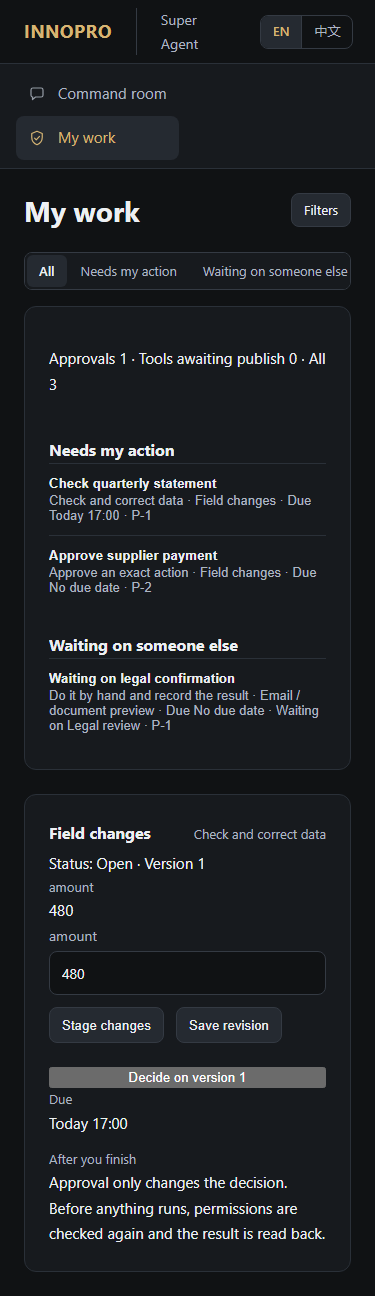 INNOPRO
Super
Agent
EN
中文
Command room
My work
My work
Filters
All
Needs my action
Waiting on someone else
Approvals 1 · Tools awaiting publish 0 · All
3
Needs my action
Check quarterly statement
Check and correct data · Field changes · Due
Today 17:00 · P-1
Approve supplier payment
Approve an exact action · Field changes · Due
No due date · P-2
Waiting on someone else
Waiting on legal confirmation
Do it by hand and record the result · Email /
document preview · Due No due date · Waiting
on Legal review · P-1
Field changes
Check and correct data
Status: Open · Version 1
amount
480
amount
480
Stage changes
Save revision
Decide on version 1
Due
Today 17:00
After you finish
Approval only changes the decision.
Before anything runs, permissions are
checked again and the result is read back.